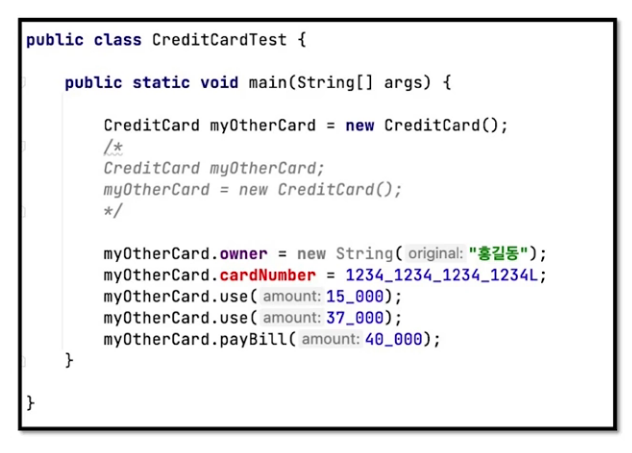 public class CreditCardTest {
public static void main(String[] args) {
CreditCard myOtherCard = new CreditCard();
/*
CreditCard myOtherCard;
myOtherCard = new CreditCard();
*/
myOtherCard.owner = new String( original: "홍길동");
myOtherCard.cardNumber = 1234_1234_1234_1234L;
myOtherCard.use( amount: 15_000);
myOtherCard.use( amount: 37_000);
myOtherCard.payBill( amount: 40_000);
}
}